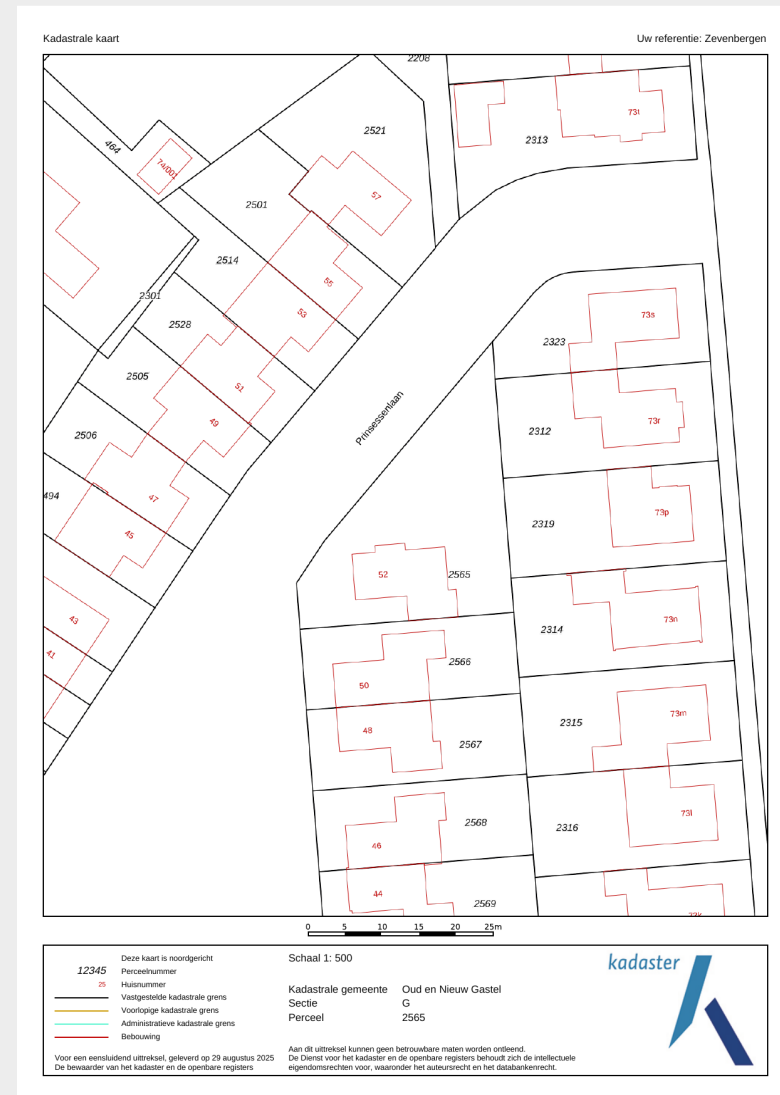 Kadastrale kaart
Uw referentie: Zevenbergen
2208
2521
73t
2313
464
74/001
57
2501
2514
55
2301
53
73s
2528
2323
2505
51
Prinsessenlaan
49
73r
2312
2506
494
47
73p
2319
45
52
2565
43
73n
2314
41
2566
50
73m
2315
48
2567
73l
2568
2316
46
44
2569
73k
0 5 10 15 20 25m
Deze kaart is noordgericht
12345 Perceelnummer
25 Huisnummer
Vastgestelde kadastrale grens
Voorlopige kadastrale grens
Administratieve kadastrale grens
Bebouwing
Voor een eensluidend uittreksel, geleverd op 29 augustus 2025
De bewaarder van het kadaster en de openbare registers
Schaal 1: 500
Kadastrale gemeente Oud en Nieuw Gastel
Sectie G
Perceel 2565
Aan dit uittreksel kunnen geen betrouwbare maten worden ontleend.
De Dienst voor het kadaster en de openbare registers behoudt zich de intellectuele
eigendomsrechten voor, waaronder het auteursrecht en het databankenrecht.
kadaster